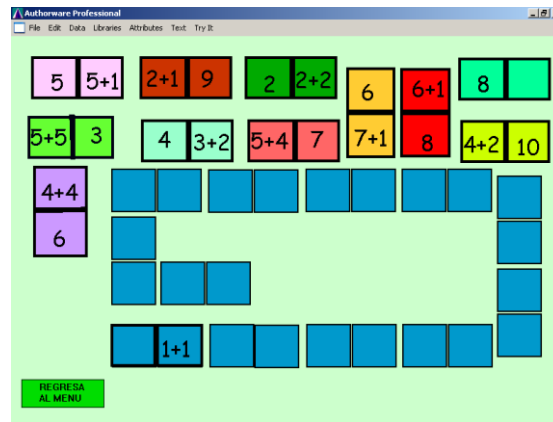 Authorware Professional
File Edit Data Libraries Attributes Text Try It
5 5+1 2+1 9 2 2+2 6 6+1 8
5+5 3 4 3+2 5+4 7 7+1 8 4+2 10
4+4
6
1+1
REGRESA
AL MENU